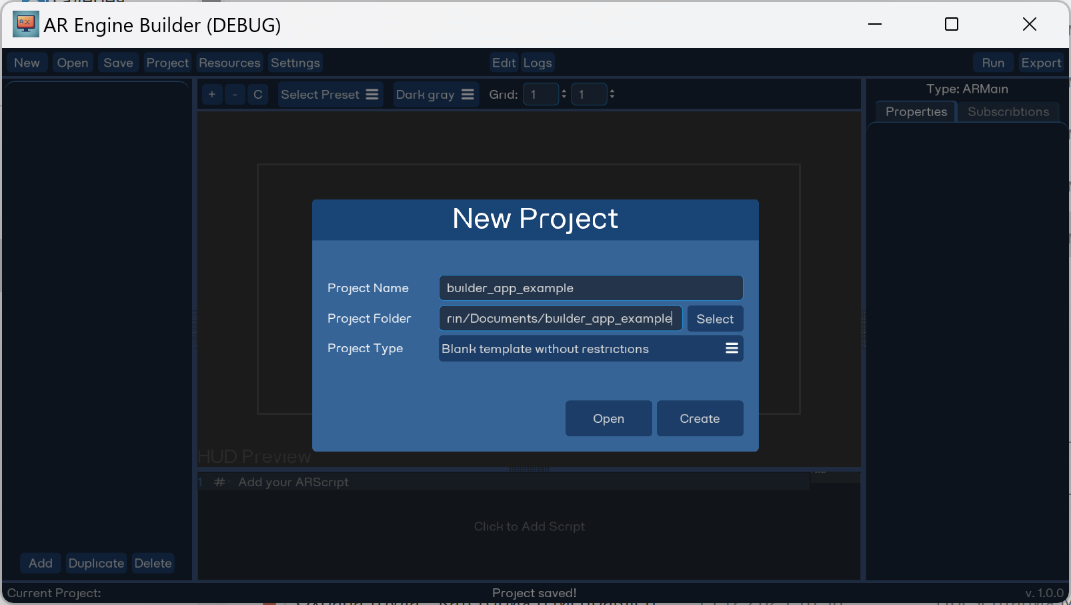 AR Engine Builder (DEBUG)
New Open Save Project Resources Settings Edit Logs Run Export
+ - C Select Preset Dark gray Grid: 1 1
Type: ARMain
Properties Subscribtions
New Project
Project Name builder_app_example
Project Folder rin/Documents/builder_app_example Select
Project Type Blank template without restrictions
Open Create
HUD Preview
1 # Add your ARScript
Click to Add Script
Add Duplicate Delete
Current Project: Project saved! v. 1.0.0